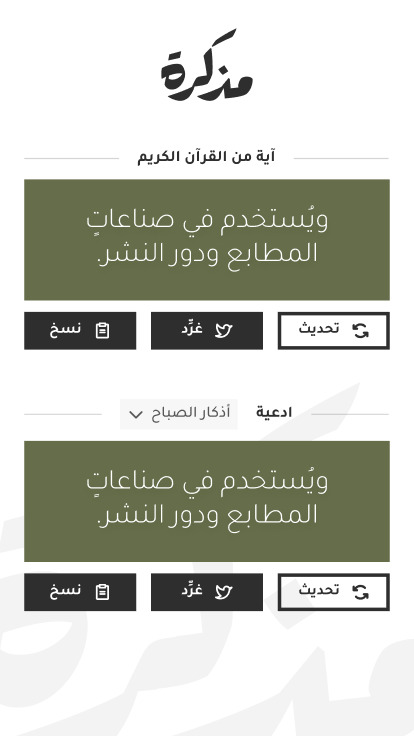 مذكرة
آية من القرآن الكريم
ويُستخدم في صناعاتٍ
المطابع ودور النشر.
تحديث
غرِّد
نسخ
ادعية
أذكار الصباح
ويُستخدم في صناعاتٍ
المطابع ودور النشر.
تحديث
غرِّد
نسخ